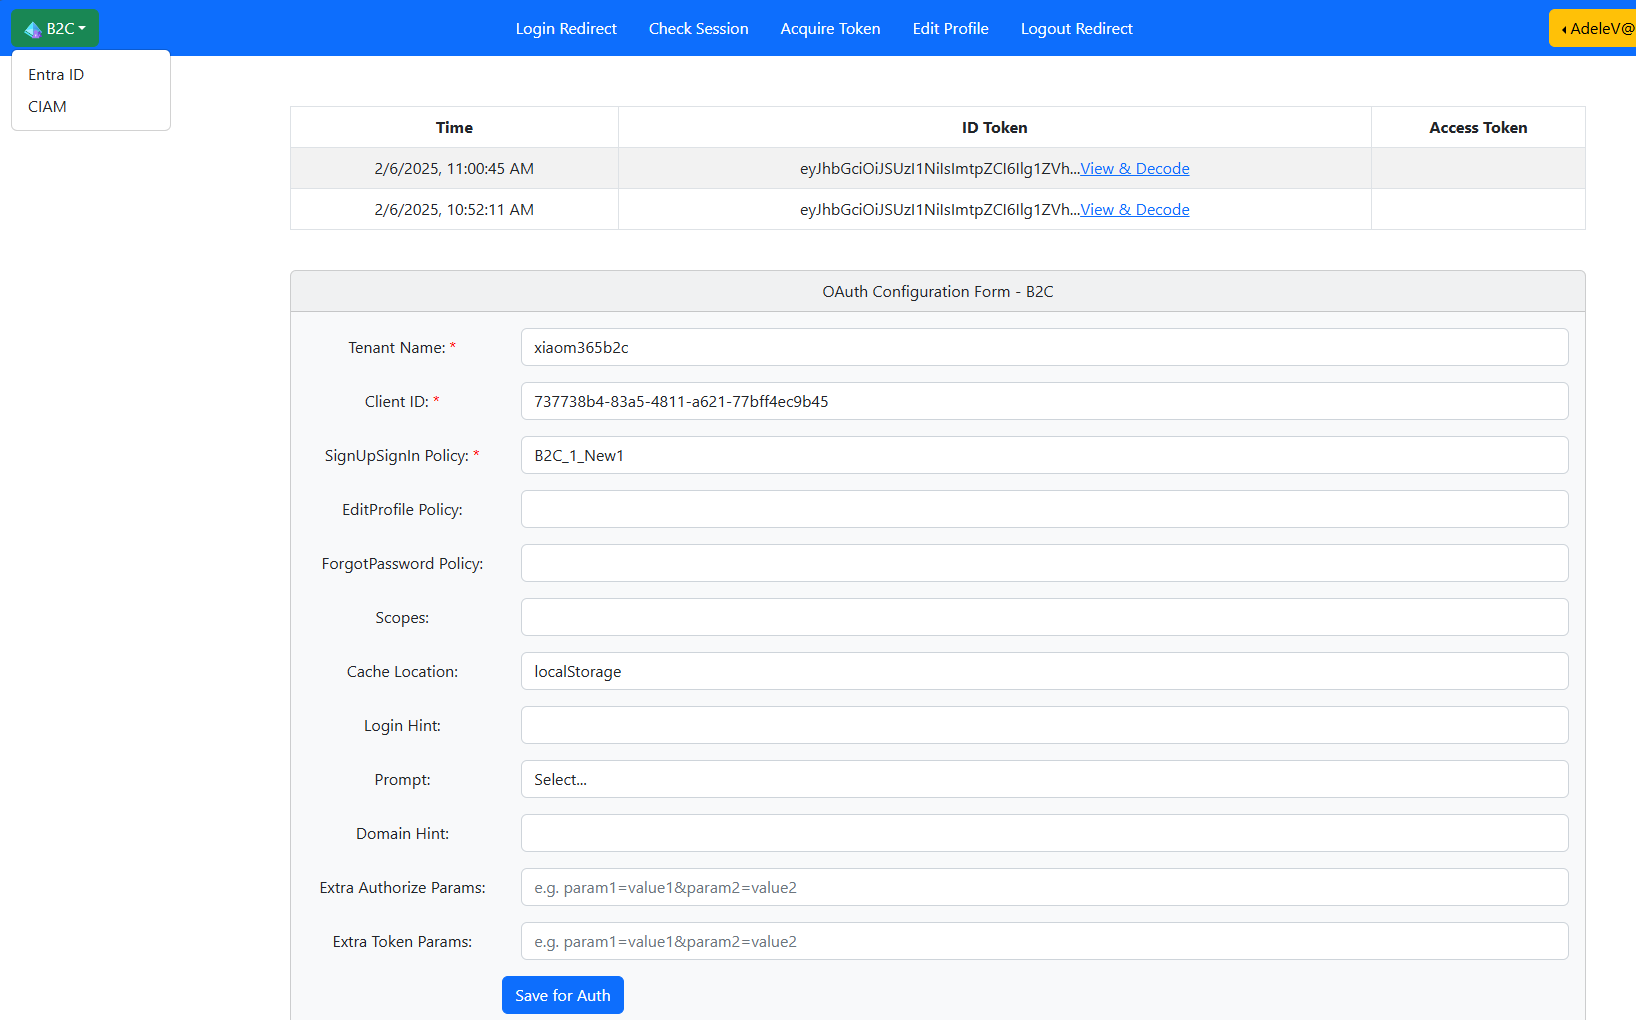 B2C
Login Redirect
Check Session
Acquire Token
Edit Profile
Logout Redirect
AdeleV@
Entra ID
CIAM
Time ID Token Access Token
2/6/2025, 11:00:45 AM eyJhbGciOiJSUzI1NiIsImtpZCI6Ilg1ZVh...View & Decode
2/6/2025, 10:52:11 AM eyJhbGciOiJSUzI1NiIsImtpZCI6Ilg1ZVh...View & Decode
OAuth Configuration Form - B2C
Tenant Name: * xiaom365b2c
Client ID: * 737738b4-83a5-4811-a621-77bff4ec9b45
SignUpSignIn Policy: * B2C_1_New1
EditProfile Policy:
ForgotPassword Policy:
Scopes:
Cache Location: localStorage
Login Hint:
Prompt: Select...
Domain Hint:
Extra Authorize Params: e.g. param1=value1&param2=value2
Extra Token Params: e.g. param1=value1&param2=value2
Save for Auth